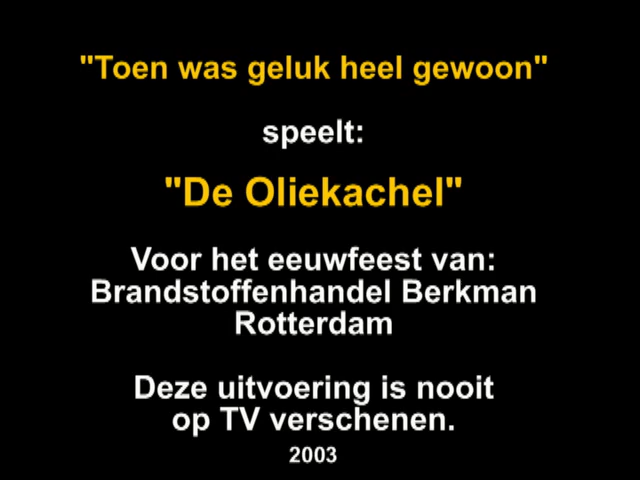 "Toen was geluk heel gewoon"
speelt:
"De Oliekachel"
Voor het eeuwfeest van:
Brandstoffenhandel Berkman
Rotterdam
Deze uitvoering is nooit
op TV verschenen.
2003